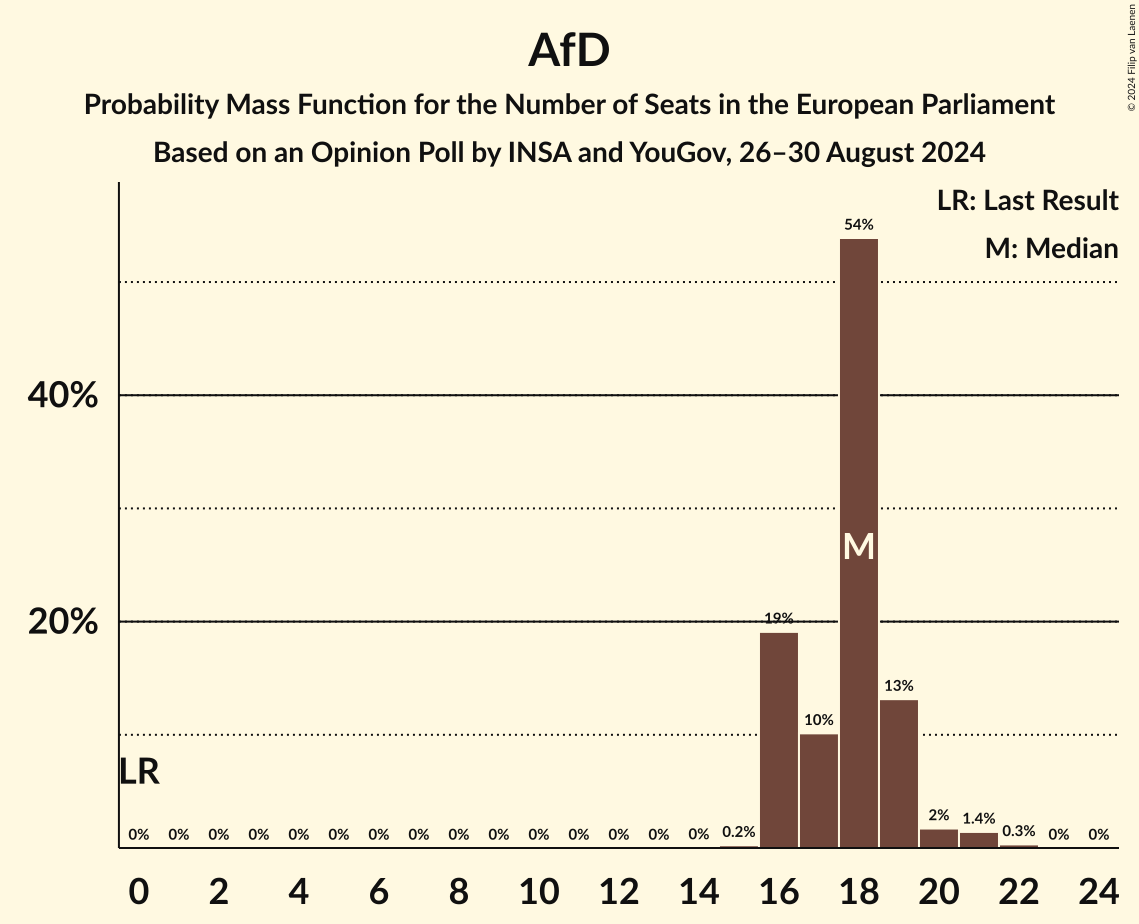 AfD
Probability Mass Function for the Number of Seats in the European Parliament
Based on an Opinion Poll by INSA and YouGov, 26–30 August 2024
© 2024 Filip van Laenen
LR: Last Result
M: Median
54%
40%
M
19%
20%
13%
10%
LR
0% 0% 0% 0% 0% 0% 0% 0% 0% 0% 0% 0% 0% 0% 0% 0.2% 2% 1.4% 0.3% 0% 0%
0 2 4 6 8 10 12 14 16 18 20 22 24